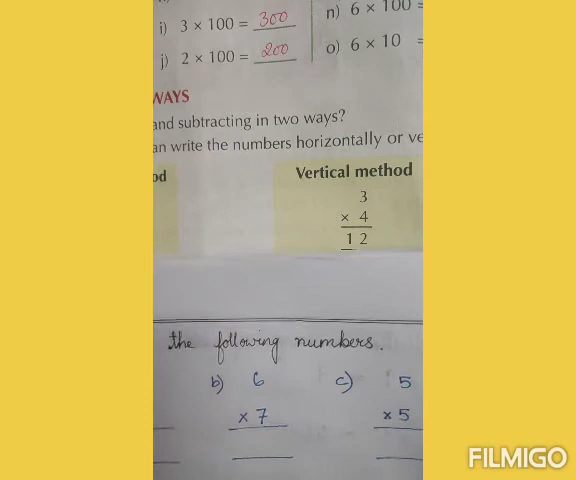 i) 3 × 100 = 300
n) 6 × 100 =
j) 2 × 100 = 200
o) 6 × 10 =
WAYS
and subtracting in two ways?
an write the numbers horizontally or ve
od
Vertical method
3
× 4
1 2
the following numbers.
b) 6
× 7
c) 5
× 5
FILMIGO